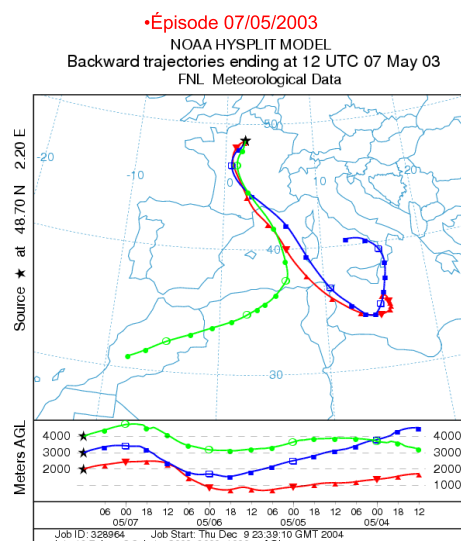 •Épisode 07/05/2003
NOAA HYSPLIT MODEL
Backward trajectories ending at 12 UTC 07 May 03
FNL Meteorological Data
Source ★ at 48.70 N 2.20 E
50
-20
-10
0
10
20
40
30
0
Meters AGL
4000
3000
2000
4000
3000
2000
1000
06 00 18 12 06 00 18 12 06 00 18 12 06 00 18 12
05/07 05/06 05/05 05/04
Job ID: 328964 Job Start: Thu Dec 9 23:39:10 GMT 2004